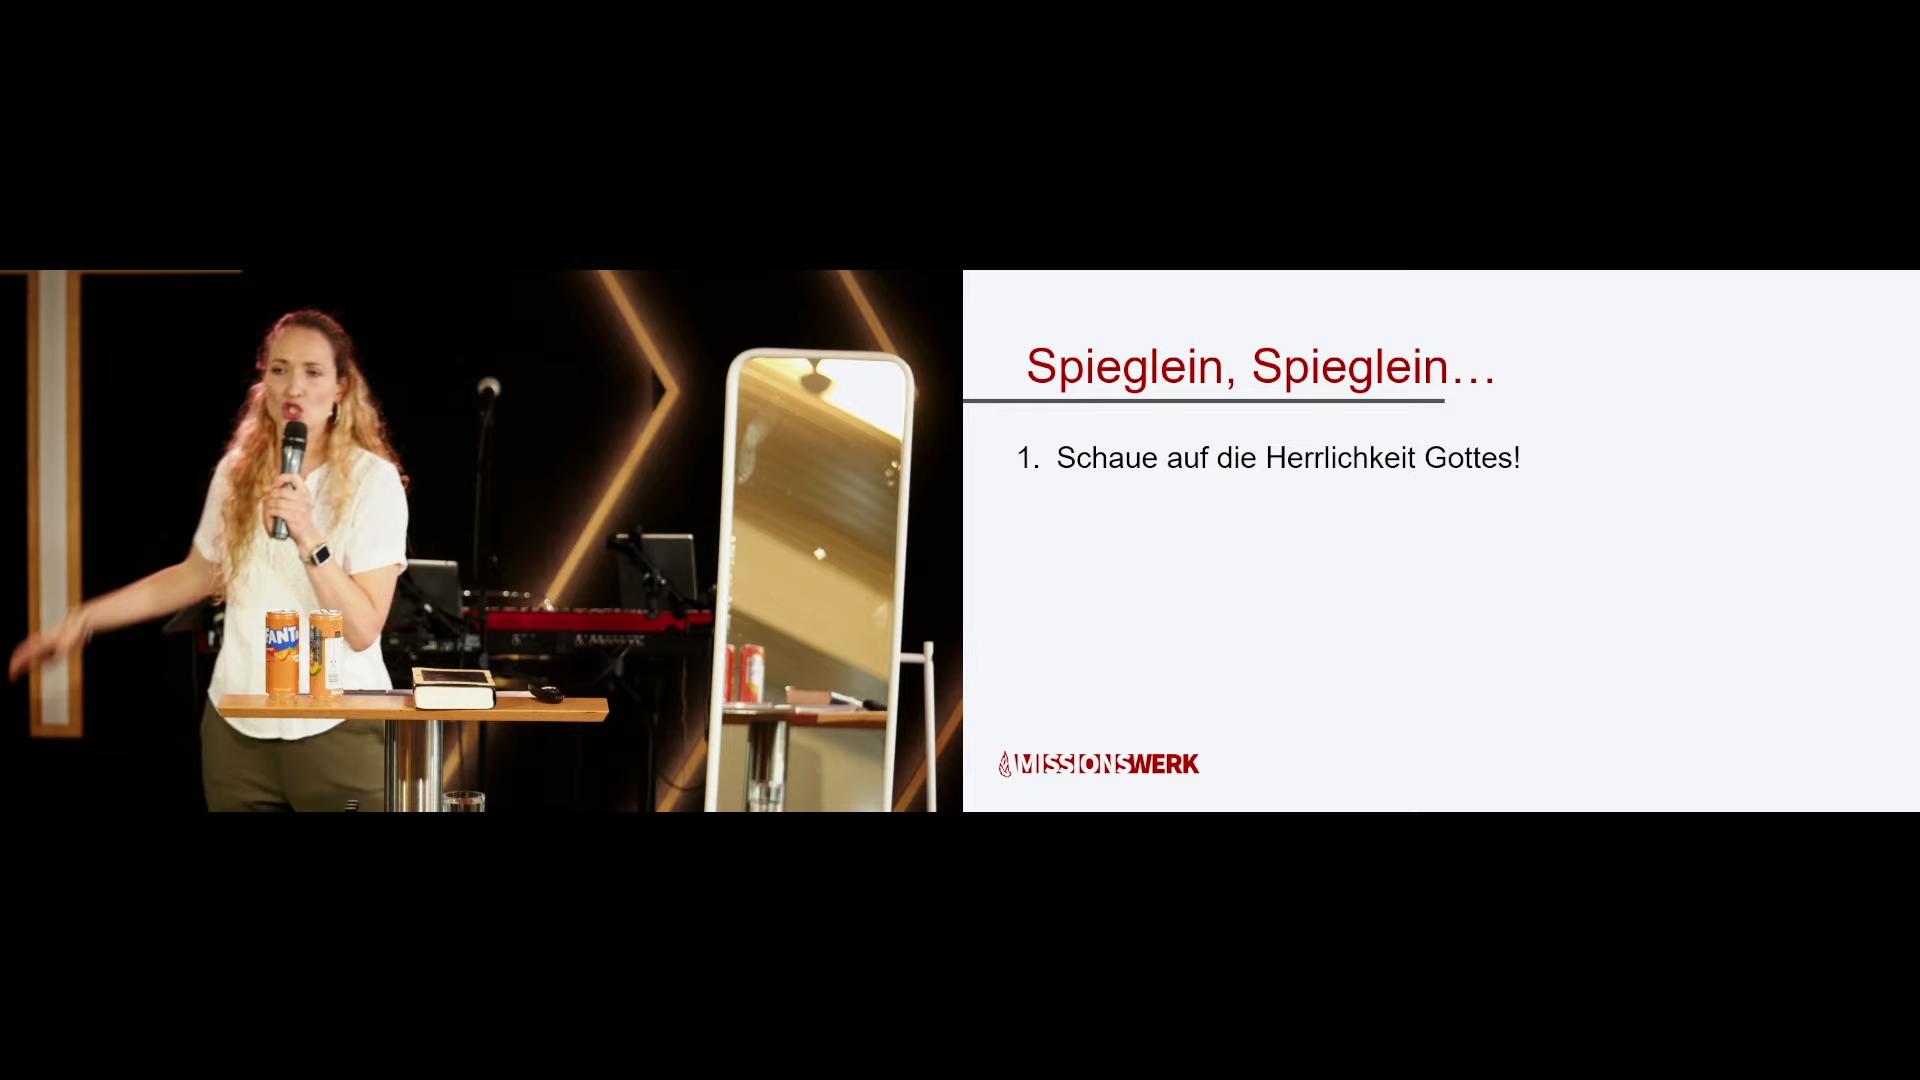 FANTA
Spieglein, Spieglein…
1. Schaue auf die Herrlichkeit Gottes!
MISSIONSWERK